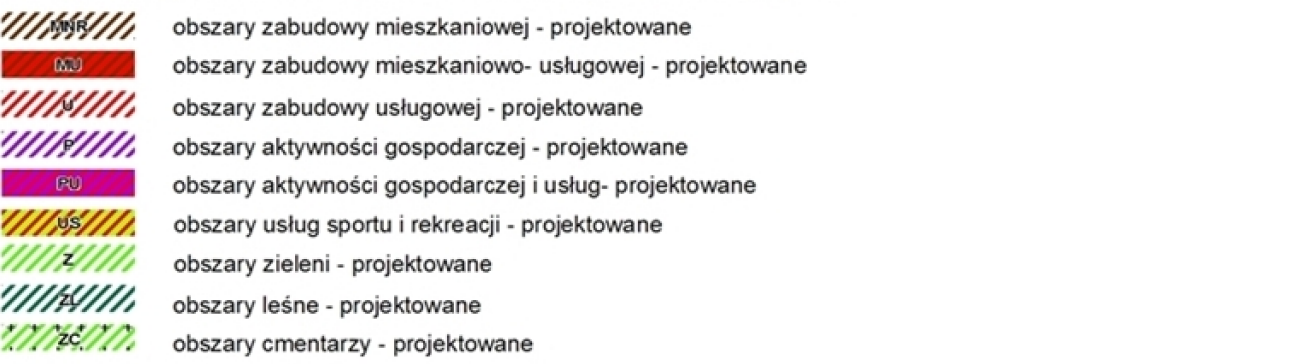 MNR obszary zabudowy mieszkaniowej - projektowane
MU obszary zabudowy mieszkaniowo- usługowej - projektowane
U obszary zabudowy usługowej - projektowane
P obszary aktywności gospodarczej - projektowane
PU obszary aktywności gospodarczej i usług- projektowane
US obszary usług sportu i rekreacji - projektowane
Z obszary zieleni - projektowane
ZL obszary leśne - projektowane
ZC obszary cmentarzy - projektowane